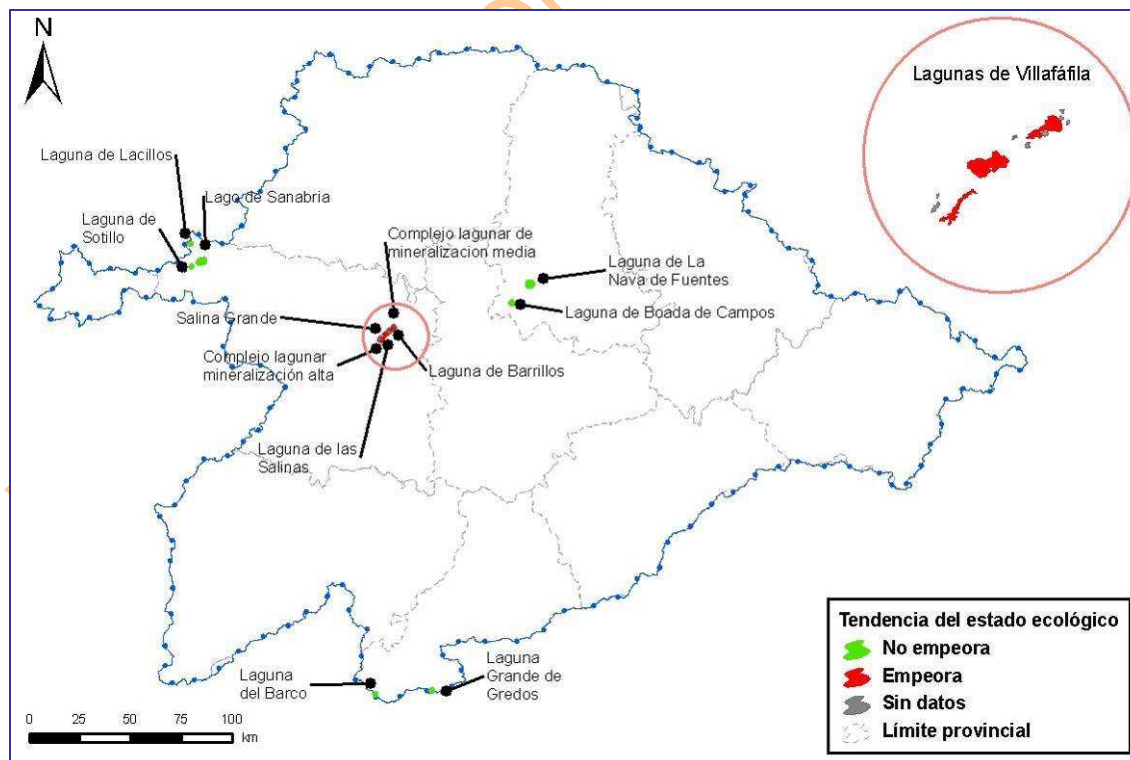 N
Lagunas de Villafáfila
Laguna de Lacillos
Lago de Sanabria
Laguna de
Sotillo
Complejo lagunar de
mineralizacion media
Laguna de La
Nava de Fuentes
Salina Grande
Laguna de Boada de Campos
Complejo lagunar
mineralización alta
Laguna de Barrillos
Laguna de las
Salinas
Laguna
del Barco
Laguna
Grande de
Gredos
0 25 50 75 100
km
Tendencia del estado ecológico
No empeora
Empeora
Sin datos
Límite provincial